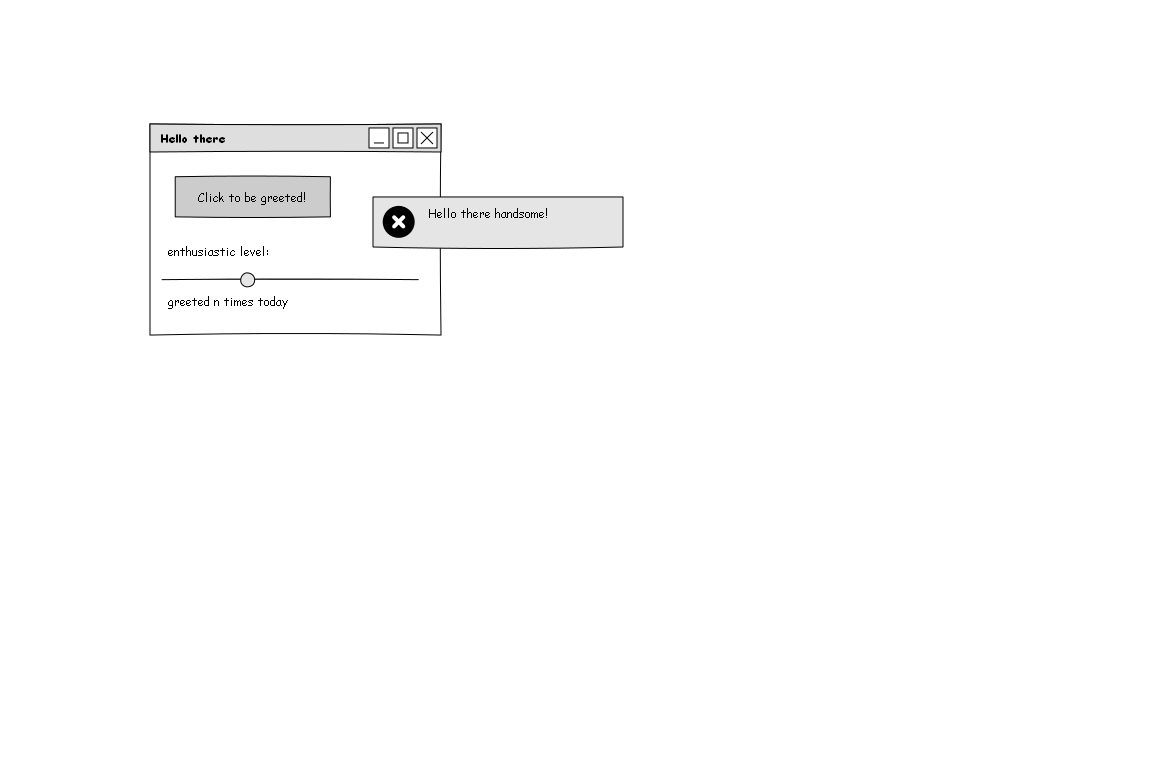 Hello there
Click to be greeted!
Hello there handsome!
enthusiastic level:
greeted n times today